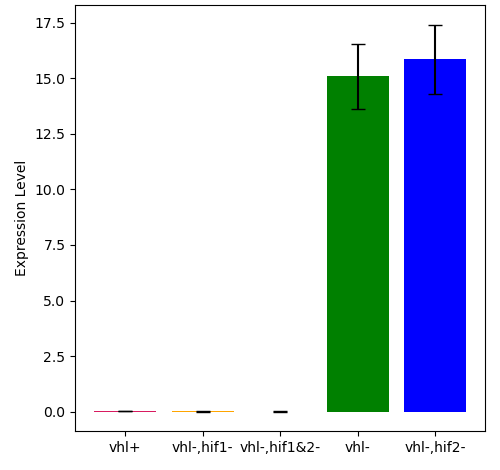 17.5
15.0
12.5
10.0
7.5
5.0
2.5
0.0
Expression Level
vhl+
vhl-,hif1-
vhl-,hif1&2-
vhl-
vhl-,hif2-